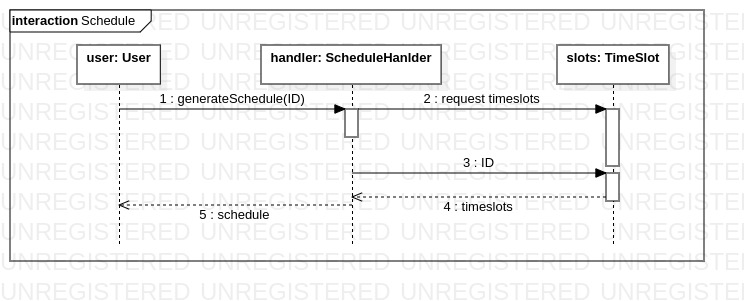 UNREGISTERED UNREGISTERED UNREGISTERED UNREGISTERED
interaction Schedule
UNREGISTERED UNREGISTERED UNREGISTERED UNREGISTERED
user: User handler: ScheduleHanlder slots: TimeSlot
UNREGISTERED UNREGISTERED UNREGISTERED UNREGISTERED
1 : generateSchedule(ID) 2 : request timeslots
UNREGISTERED UNREGISTERED UNREGISTERED UNREGISTERED
UNREGISTERED UNREGISTERED UNREGISTERED UNREGISTERED
3 : ID
UNREGISTERED UNREGISTERED UNREGISTERED UNREGISTERED
UNREGISTERED UNREGISTERED UNREGISTERED UNREGISTERED
4 : timeslots
5 : schedule
UNREGISTERED UNREGISTERED UNREGISTERED UNREGISTERED
UNREGISTERED UNREGISTERED UNREGISTERED UNREGISTERED
UNREGISTERED UNREGISTERED UNREGISTERED UNREGISTERED